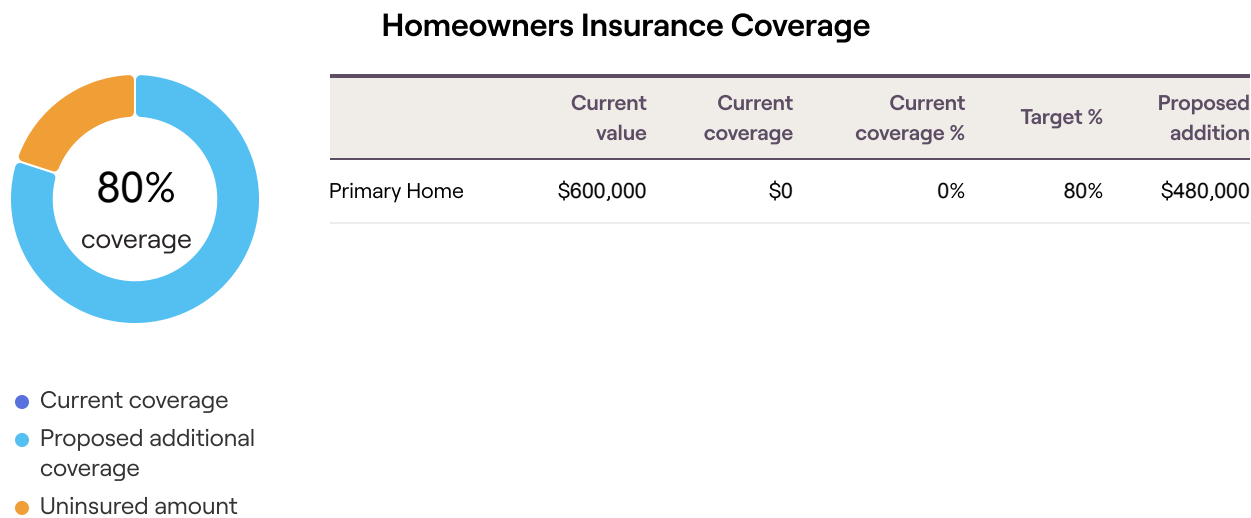 Homeowners Insurance Coverage
80%
coverage
Current coverage
Proposed additional
coverage
Uninsured amount
Current value Current coverage Current coverage % Target % Proposed addition
Primary Home $600,000 $0 0% 80% $480,000